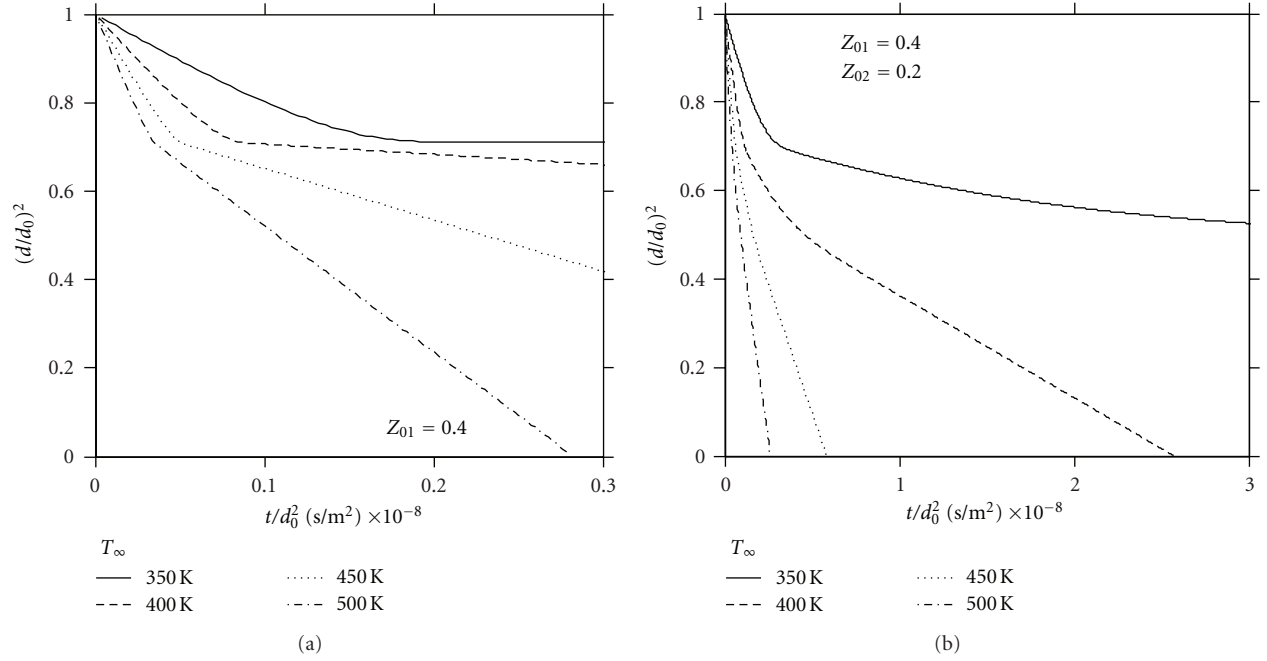 1
0.8
0.6
0.4
0.2
0
(d/d₀)²
Z₀₁ = 0.4
0 0.1 0.2 0.3
t/d₀² (s/m²) ×10⁻⁸
T∞
350 K 450 K
400 K 500 K
(a)
1
0.8
0.6
0.4
0.2
0
(d/d₀)²
Z₀₁ = 0.4
Z₀₂ = 0.2
0 1 2 3
t/d₀² (s/m²) ×10⁻⁸
T∞
350 K 450 K
400 K 500 K
(b)